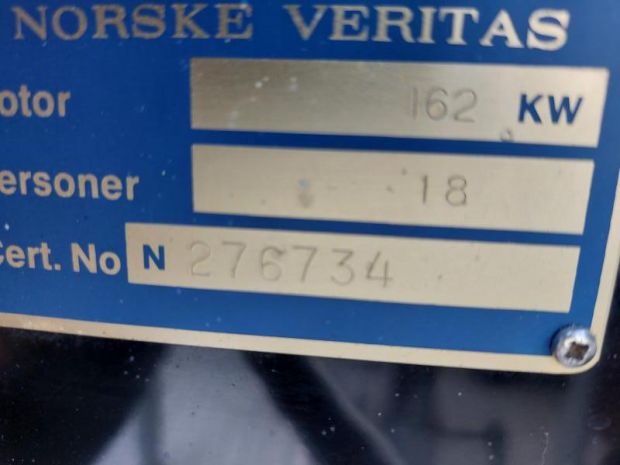 NORSKE VERITAS
otor 162 KW
ersoner 18
Cert. No N 276734